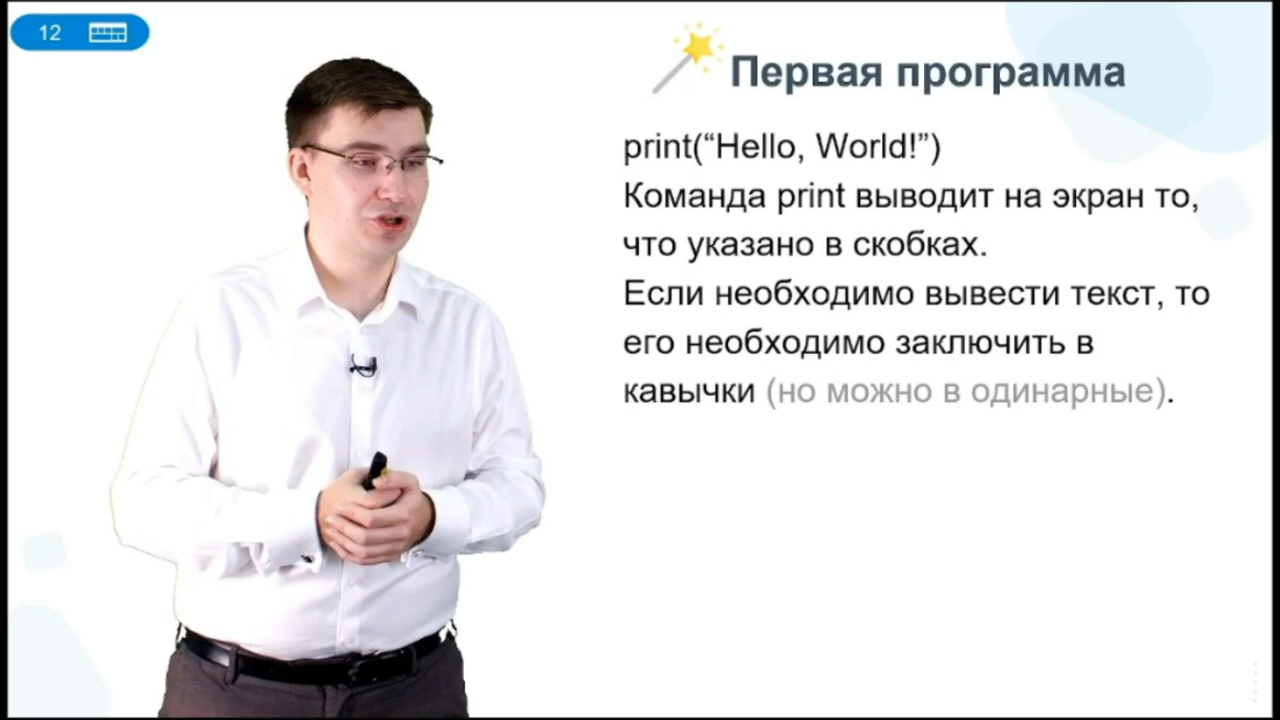 12
Первая программа
print(“Hello, World!”)
Команда print выводит на экран то,
что указано в скобках.
Если необходимо вывести текст, то
его необходимо заключить в
кавычки (но можно в одинарные).